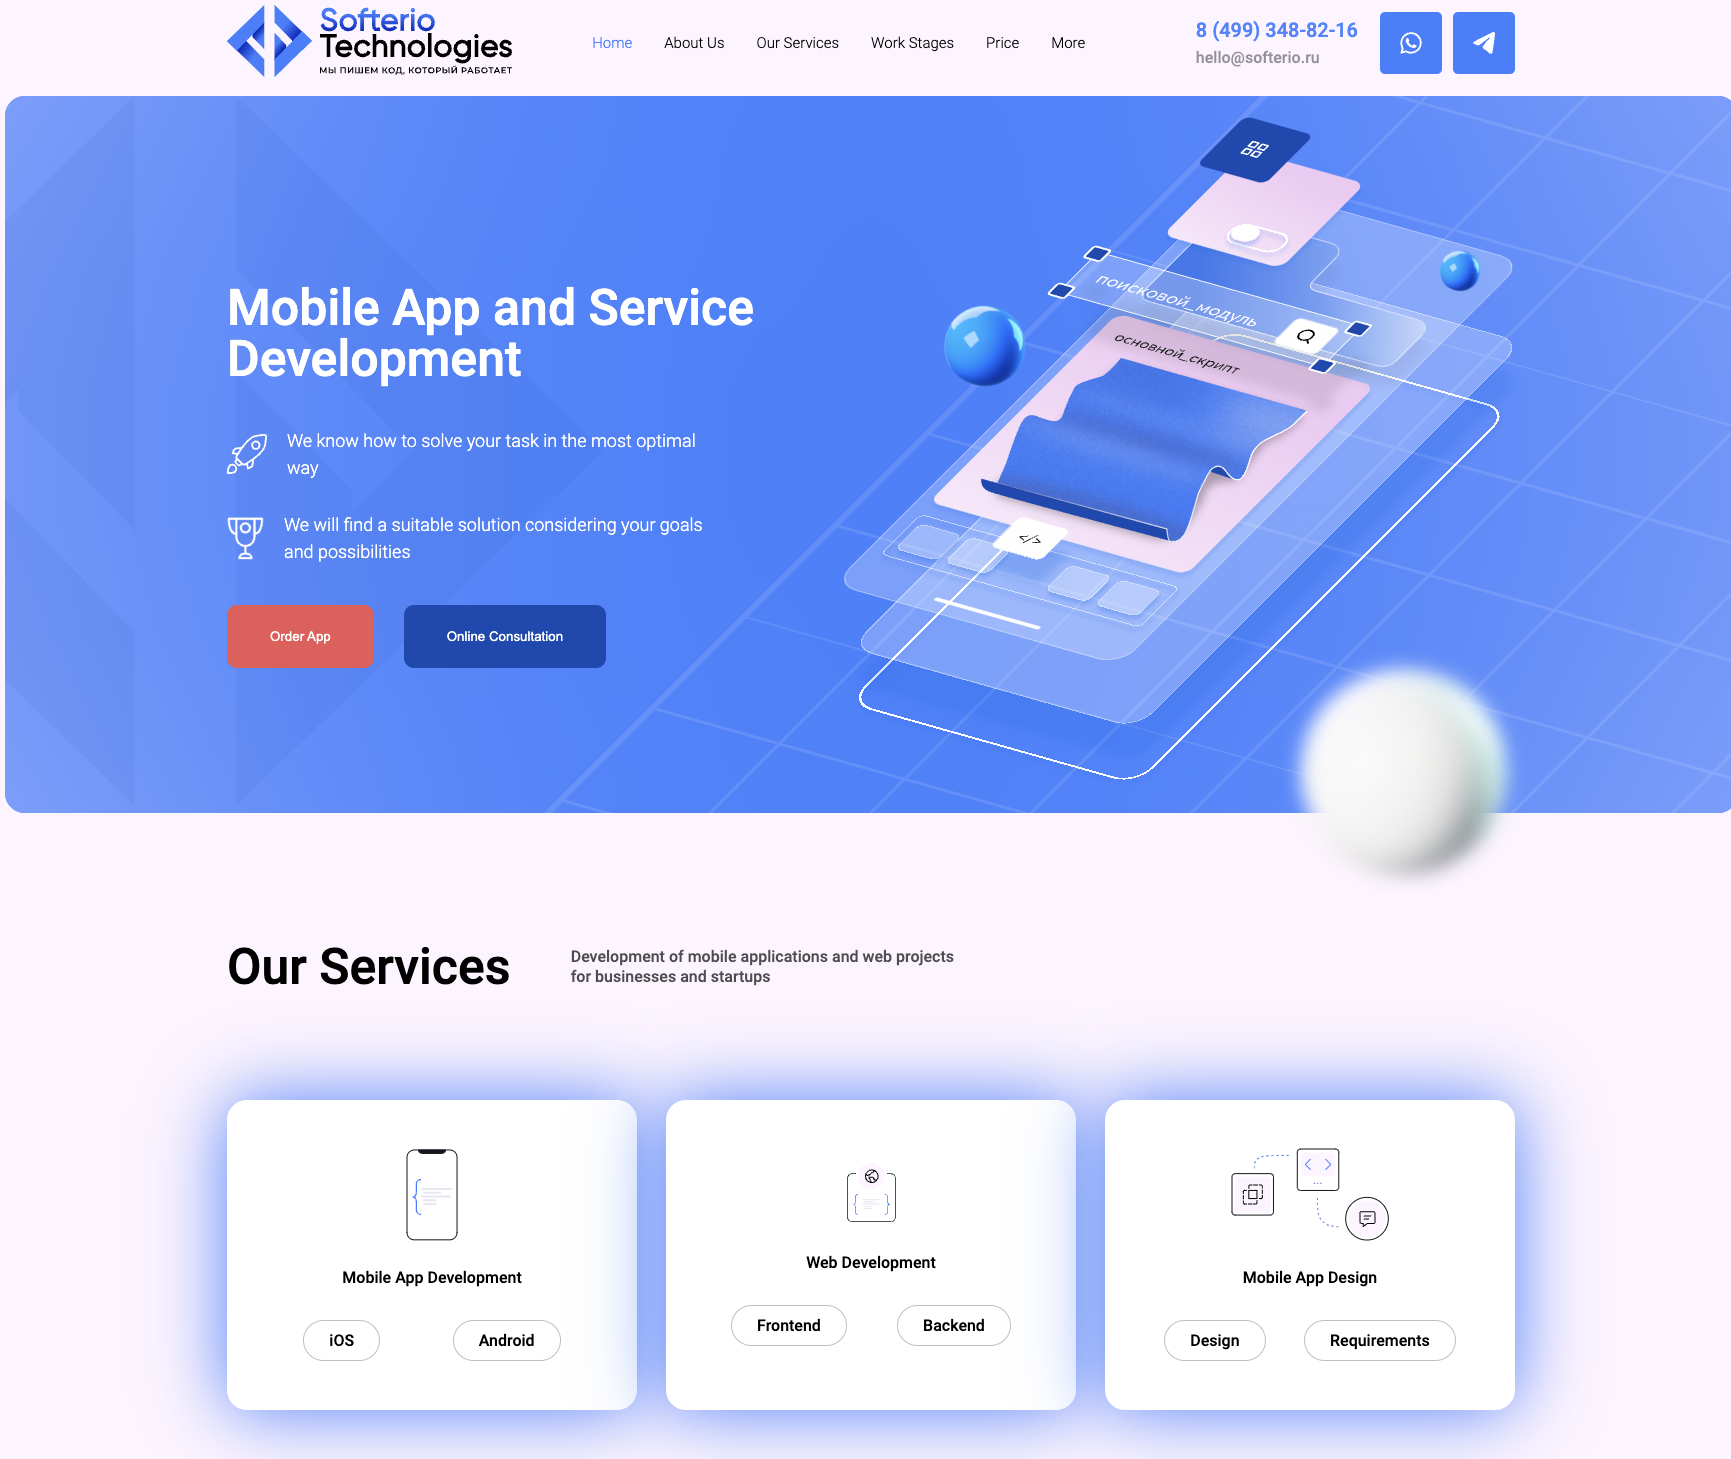 Softerio
Technologies
МЫ ПИШЕМ КОД, КОТОРЫЙ РАБОТАЕТ
Home
About Us
Our Services
Work Stages
Price
More
8 (499) 348-82-16
hello@softerio.ru
Mobile App and Service
Development
We know how to solve your task in the most optimal
way
We will find a suitable solution considering your goals
and possibilities
Order App
Online Consultation
ПОИСКОВОЙ_МОДУЛЬ
ОСНОВНОЙ_СКРИПТ
</>
Our Services
Development of mobile applications and web projects
for businesses and startups
Mobile App Development
iOS
Android
Web Development
Frontend
Backend
Mobile App Design
Design
Requirements